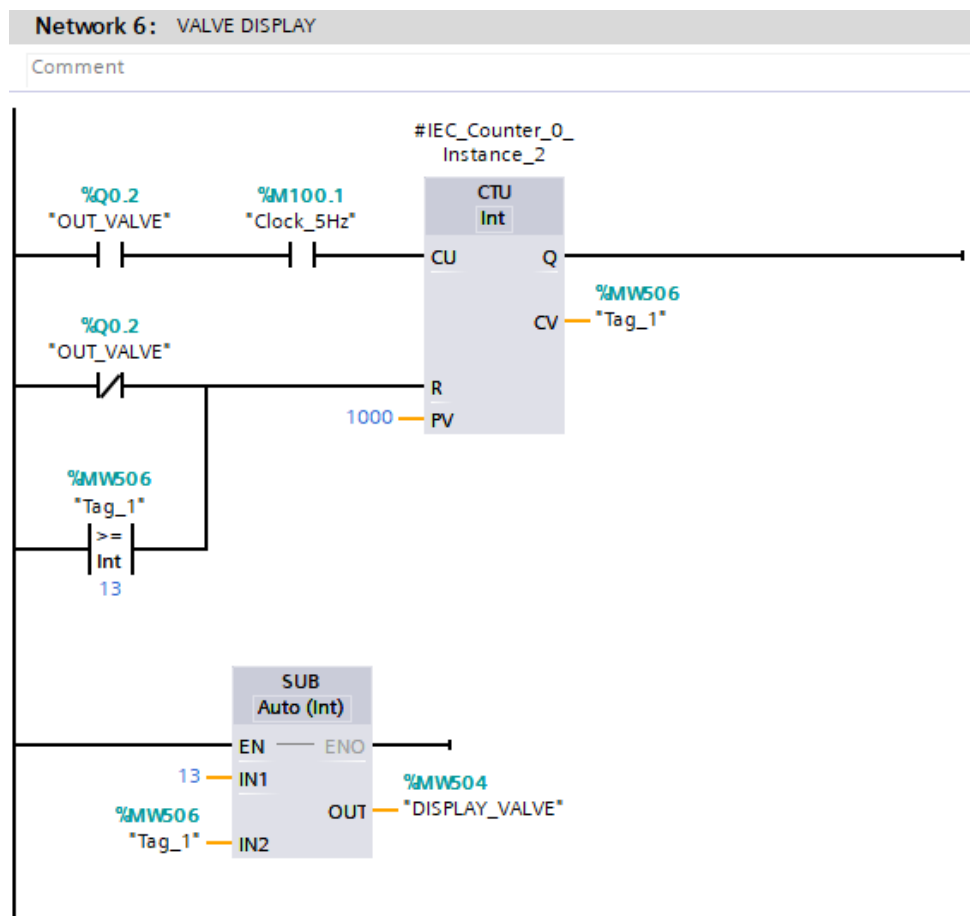 Network 6: VALVE DISPLAY
Comment
#IEC_Counter_0_
Instance_2
%Q0.2
"OUT_VALVE"
%M100.1
"Clock_5Hz"
CTU
Int
CU
Q
%MW506
"Tag_1"
CV
%Q0.2
"OUT_VALVE"
R
1000
PV
%MW506
"Tag_1"
>=
Int
13
SUB
Auto (Int)
EN
ENO
13
IN1
%MW504
"DISPLAY_VALVE"
OUT
%MW506
"Tag_1"
IN2